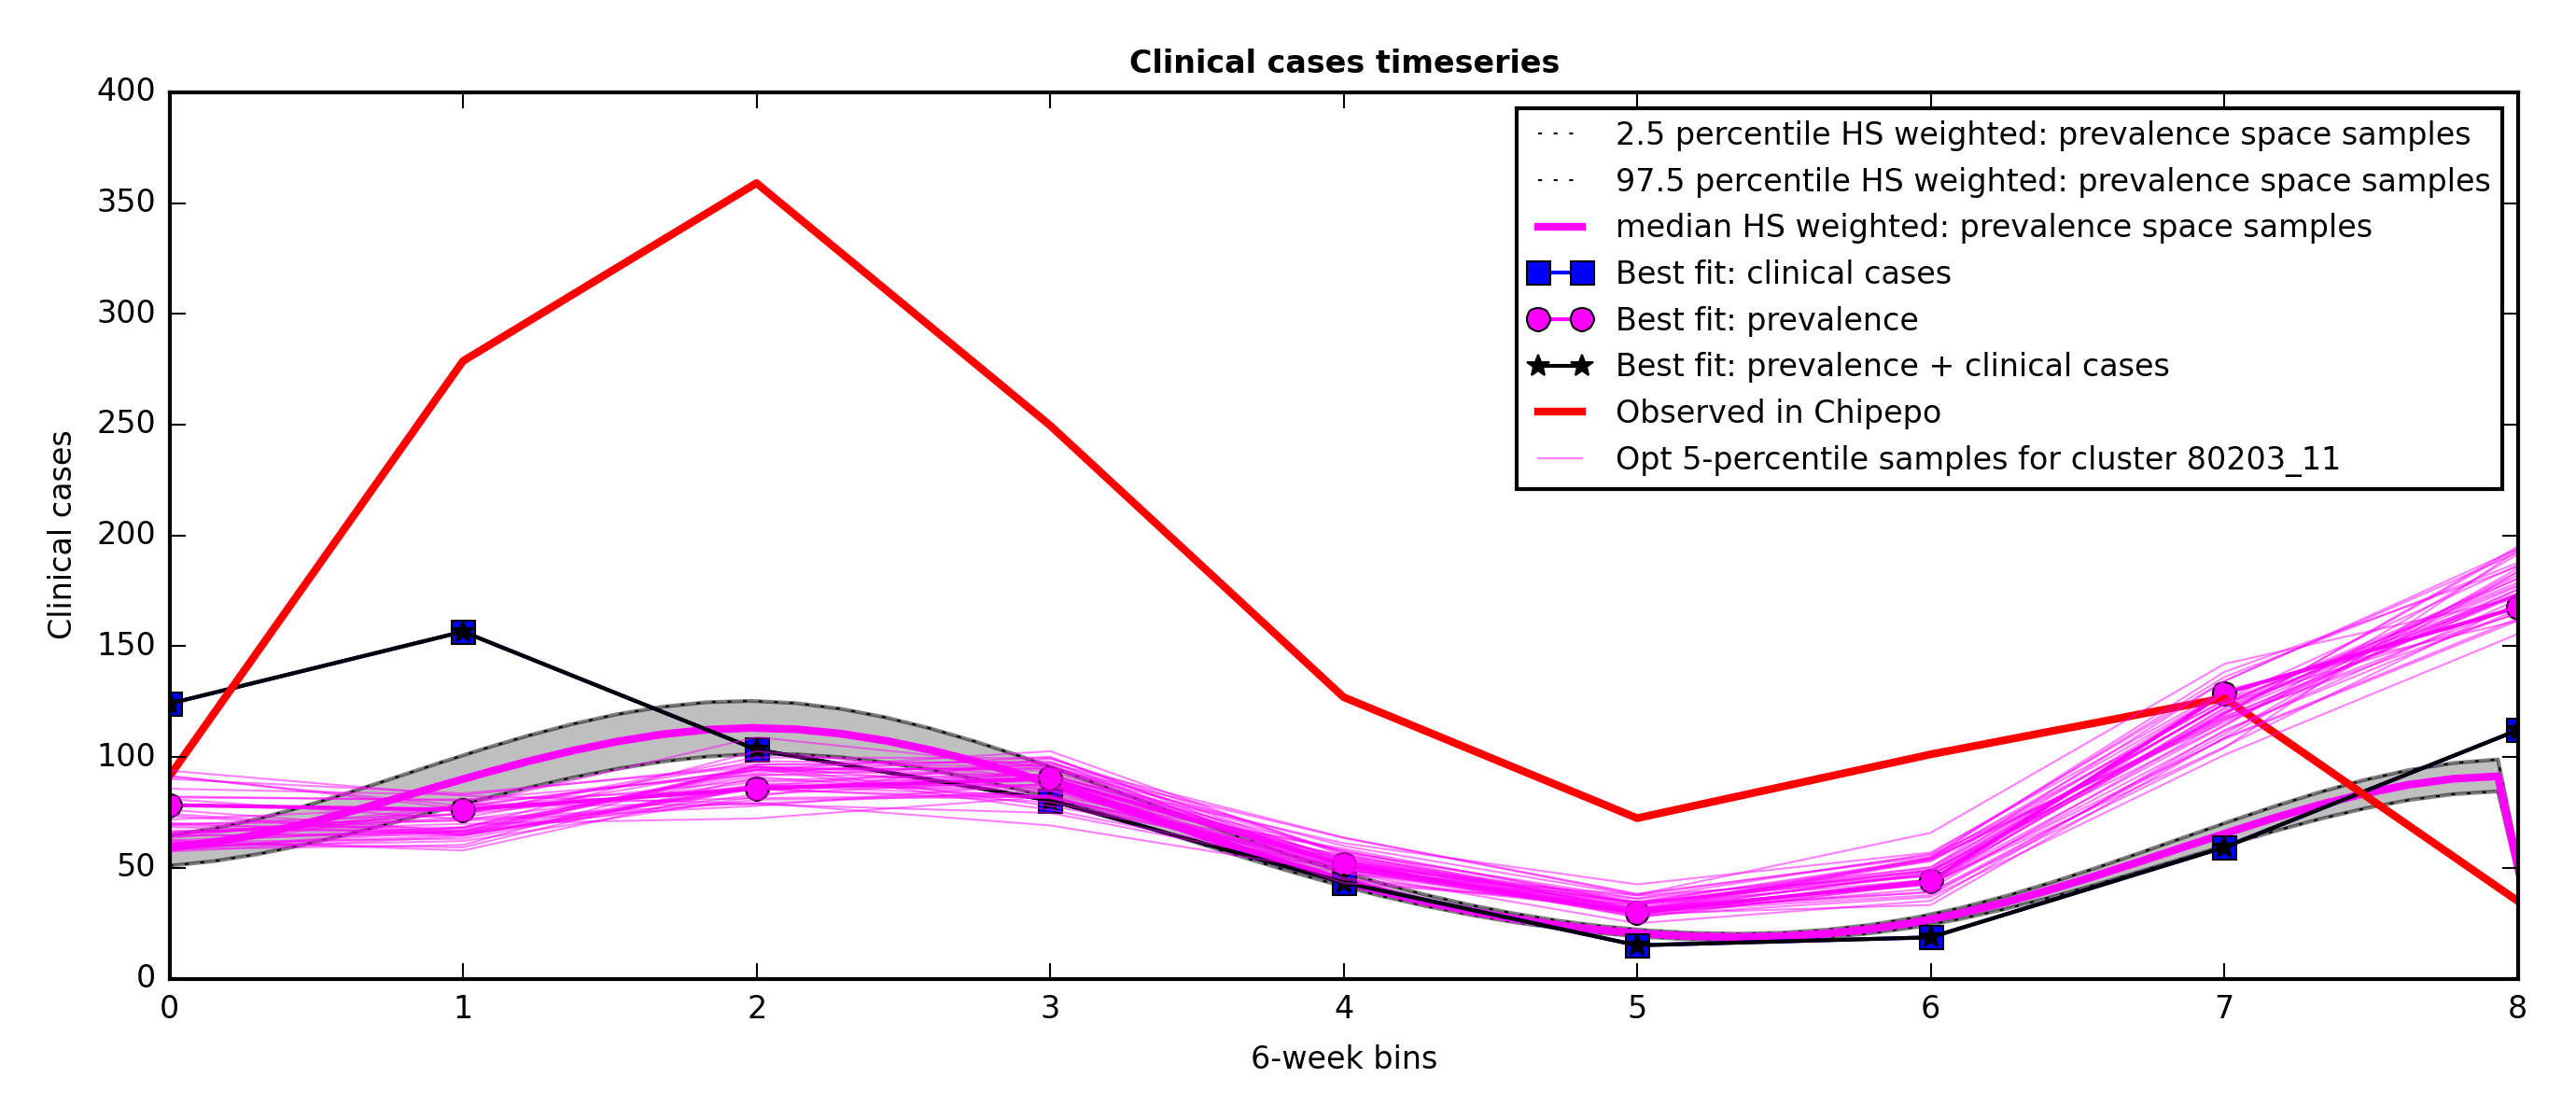 Clinical cases timeseries
400
350
300
250
200
150
100
50
0
Clinical cases
2.5 percentile HS weighted: prevalence space samples
97.5 percentile HS weighted: prevalence space samples
median HS weighted: prevalence space samples
Best fit: clinical cases
Best fit: prevalence
Best fit: prevalence + clinical cases
Observed in Chipepo
Opt 5-percentile samples for cluster 80203_11
0 1 2 3 4 5 6 7 8
6-week bins